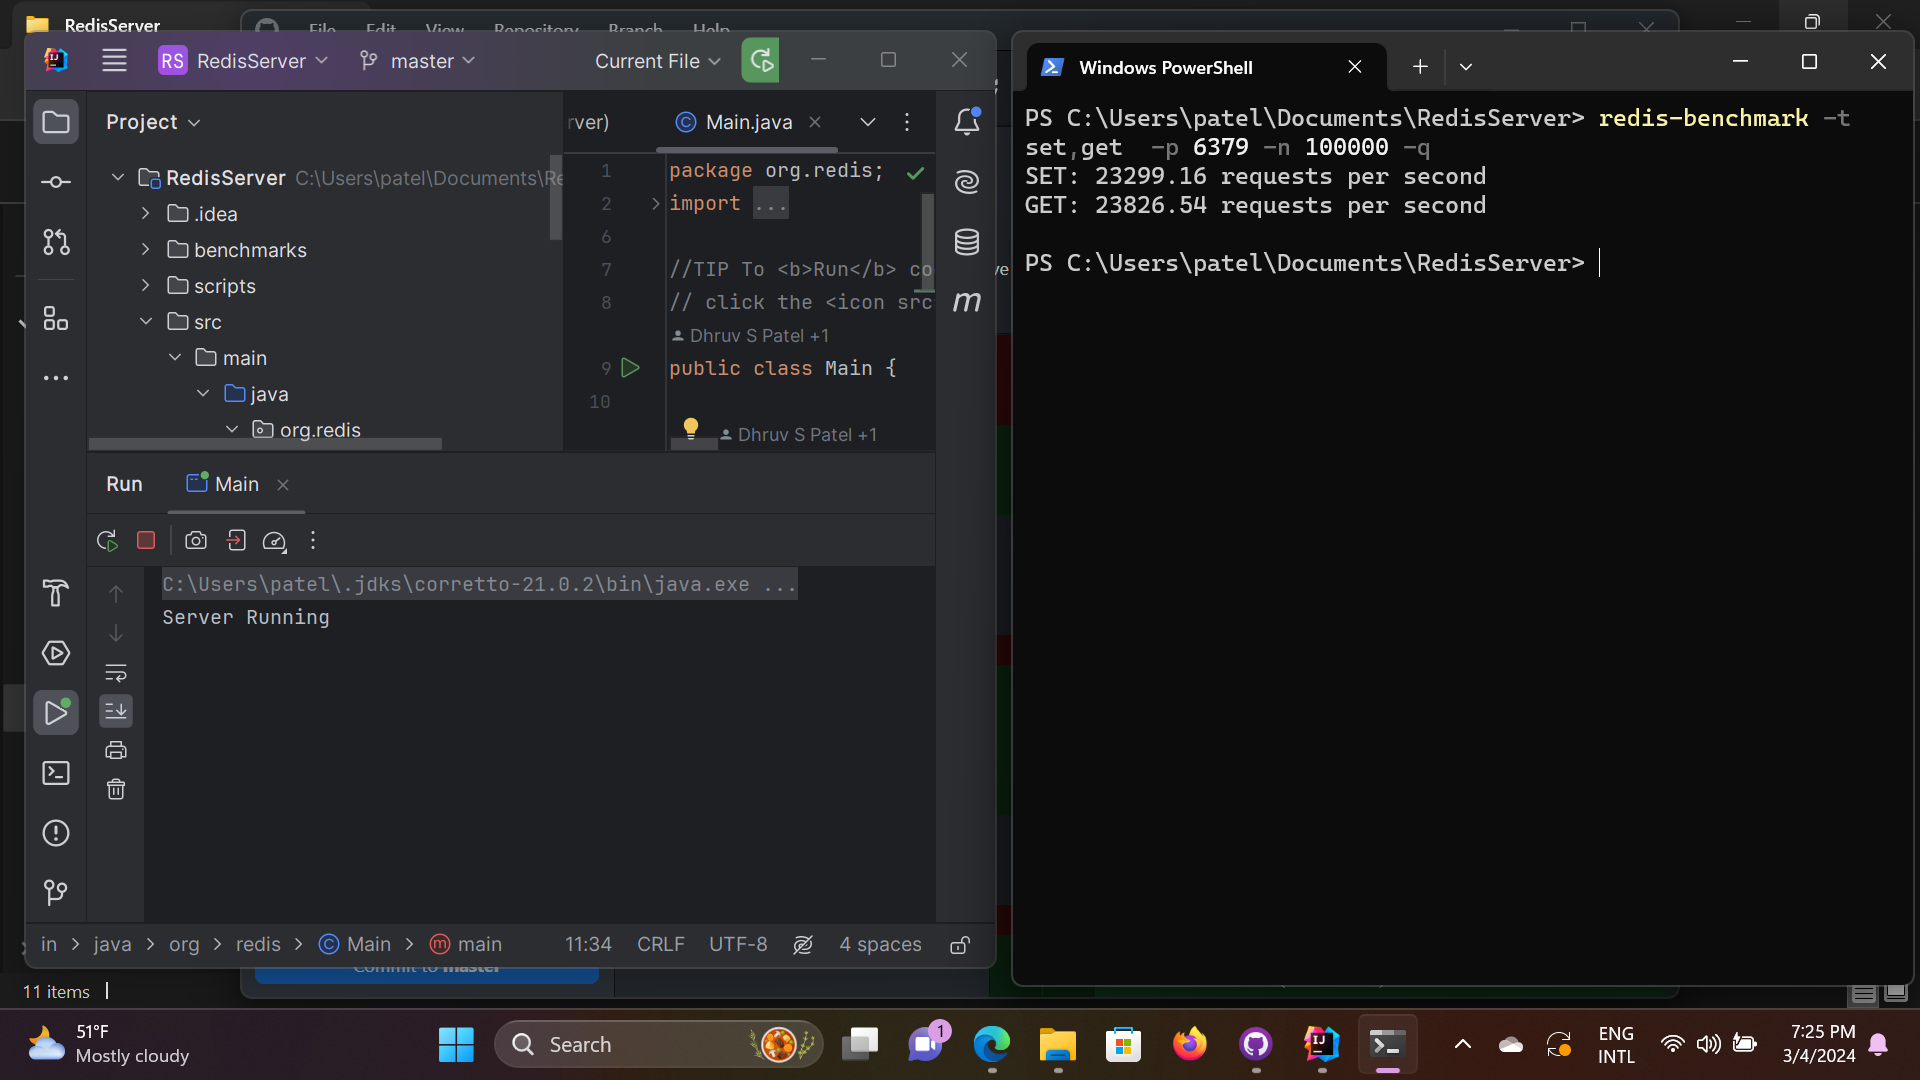 RedisServer
File Edit View Repository Branch Help
RS RedisServer master Current File
Project
rver) Main.java
RedisServer C:\Users\patel\Documents\Re
.idea
benchmarks
scripts
src
main
java
org.redis
1 package org.redis;
2 import ...
6
7 //TIP To <b>Run</b> co
8 // click the <icon src
Dhruv S Patel +1
9 public class Main {
10
Dhruv S Patel +1
m
ve
Run Main
C:\Users\patel\.jdks\corretto-21.0.2\bin\java.exe ...
Server Running
in > java > org > redis > Main > main 11:34 CRLF UTF-8 4 spaces
Commit to master
11 items
Windows PowerShell
PS C:\Users\patel\Documents\RedisServer> redis-benchmark -t
set,get -p 6379 -n 100000 -q
SET: 23299.16 requests per second
GET: 23826.54 requests per second
PS C:\Users\patel\Documents\RedisServer>
51°F
Mostly cloudy
Search
1
ENG
INTL
7:25 PM
3/4/2024